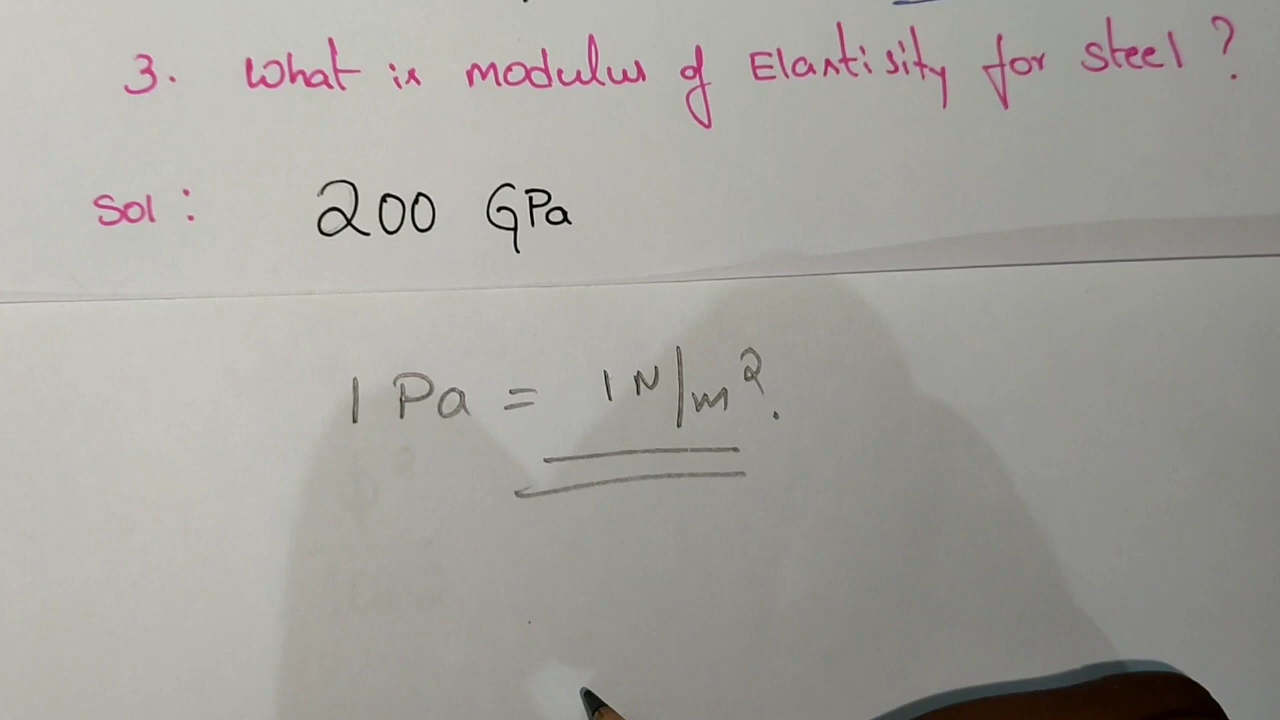 3. What is modulus of Elastisity for steel ?
Sol : 200 GPa
1 Pa = 1 N/m².